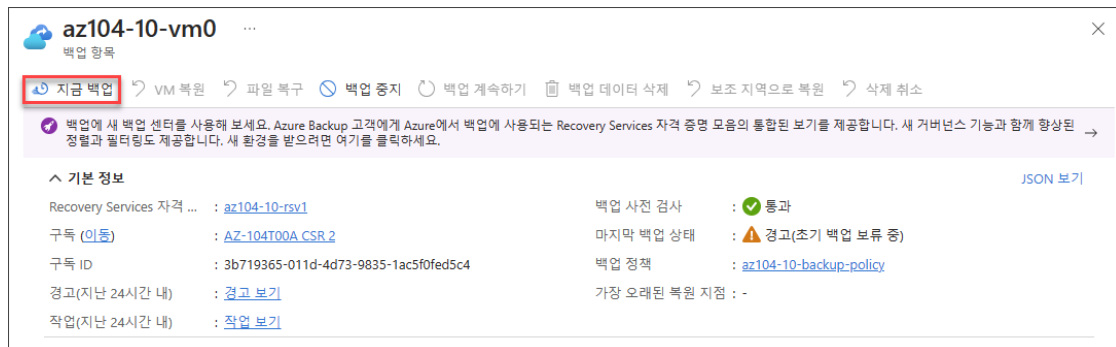 az104-10-vm0 ...
백업 항목
지금 백업 VM 복원 파일 복구 백업 중지 백업 계속하기 백업 데이터 삭제 보조 지역으로 복원 삭제 취소
백업에 새 백업 센터를 사용해 보세요. Azure Backup 고객에게 Azure에서 백업에 사용되는 Recovery Services 자격 증명 모음의 통합된 보기를 제공합니다. 새 거버넌스 기능과 함께 향상된
정렬과 필터링도 제공합니다. 새 환경을 받으려면 여기를 클릭하세요.
기본 정보 JSON 보기
Recovery Services 자격 ... : az104-10-rsv1 백업 사전 검사 : 통과
구독 (이동) : AZ-104T00A CSR 2 마지막 백업 상태 : 경고(초기 백업 보류 중)
구독 ID : 3b719365-011d-4d73-9835-1ac5f0fed5c4 백업 정책 : az104-10-backup-policy
경고(지난 24시간 내) : 경고 보기 가장 오래된 복원 지점 : -
작업(지난 24시간 내) : 작업 보기